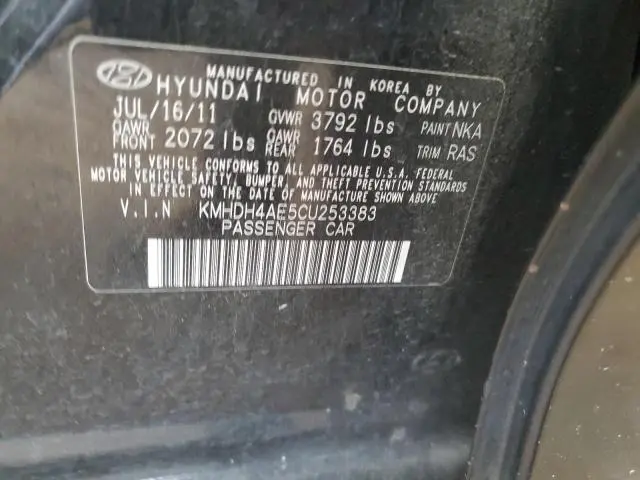 MANUFACTURED IN KOREA BY
HYUNDAI MOTOR COMPANY
JUL/16/11 GVWR 3792 lbs PAINT NKA
GAWR FRONT 2072 lbs GAWR REAR 1764 lbs TRIM RAS
THIS VEHICLE CONFORMS TO ALL APPLICABLE U.S.A. FEDERAL
MOTOR VEHICLE SAFETY, BUMPER, AND THEFT PREVENTION STANDARDS
IN EFFECT ON THE DATE OF MANUFACTURE SHOWN ABOVE
V.I.N KMHDH4AE5CU253383
PASSENGER CAR